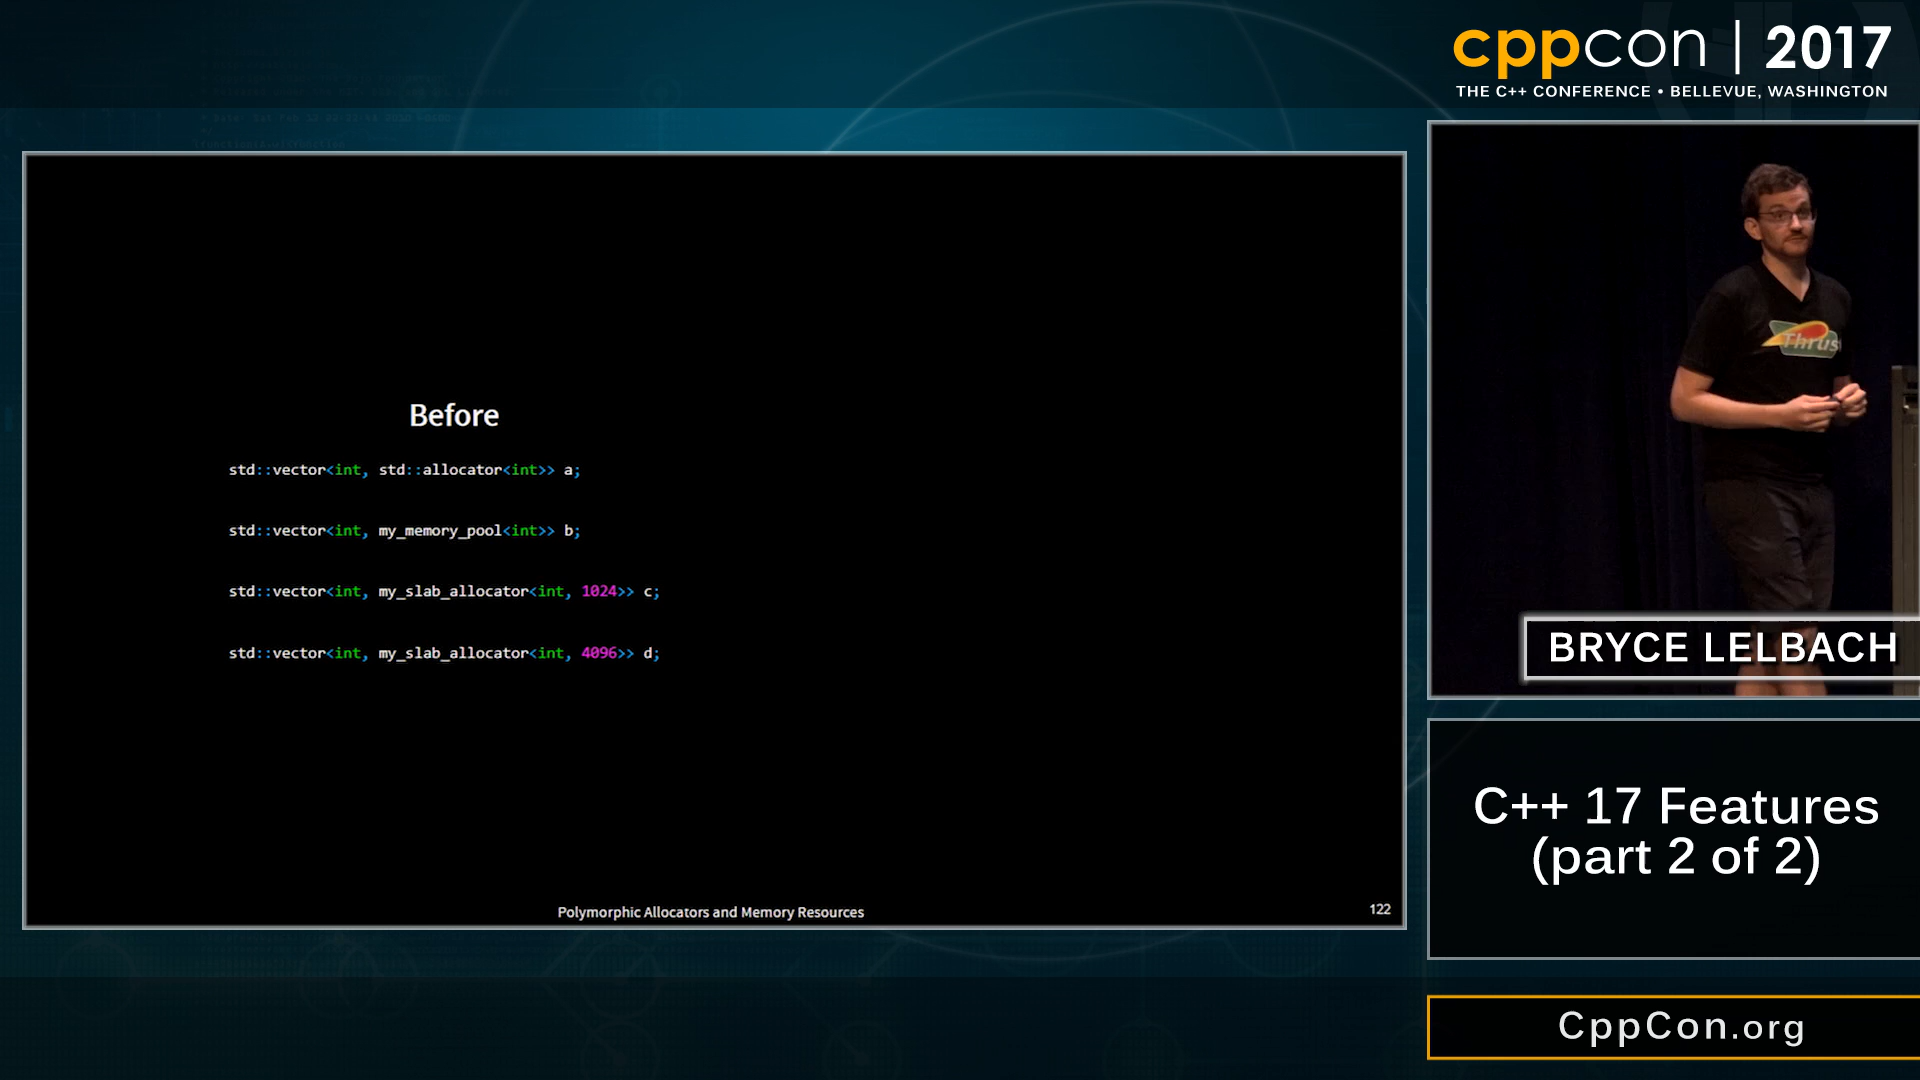 cppcon | 2017
THE C++ CONFERENCE • BELLEVUE, WASHINGTON
Before
std::vector<int, std::allocator<int>> a;
std::vector<int, my_memory_pool<int>> b;
std::vector<int, my_slab_allocator<int, 1024>> c;
std::vector<int, my_slab_allocator<int, 4096>> d;
Polymorphic Allocators and Memory Resources
122
Thrus
BRYCE LELBACH
C++ 17 Features
(part 2 of 2)
CppCon.org